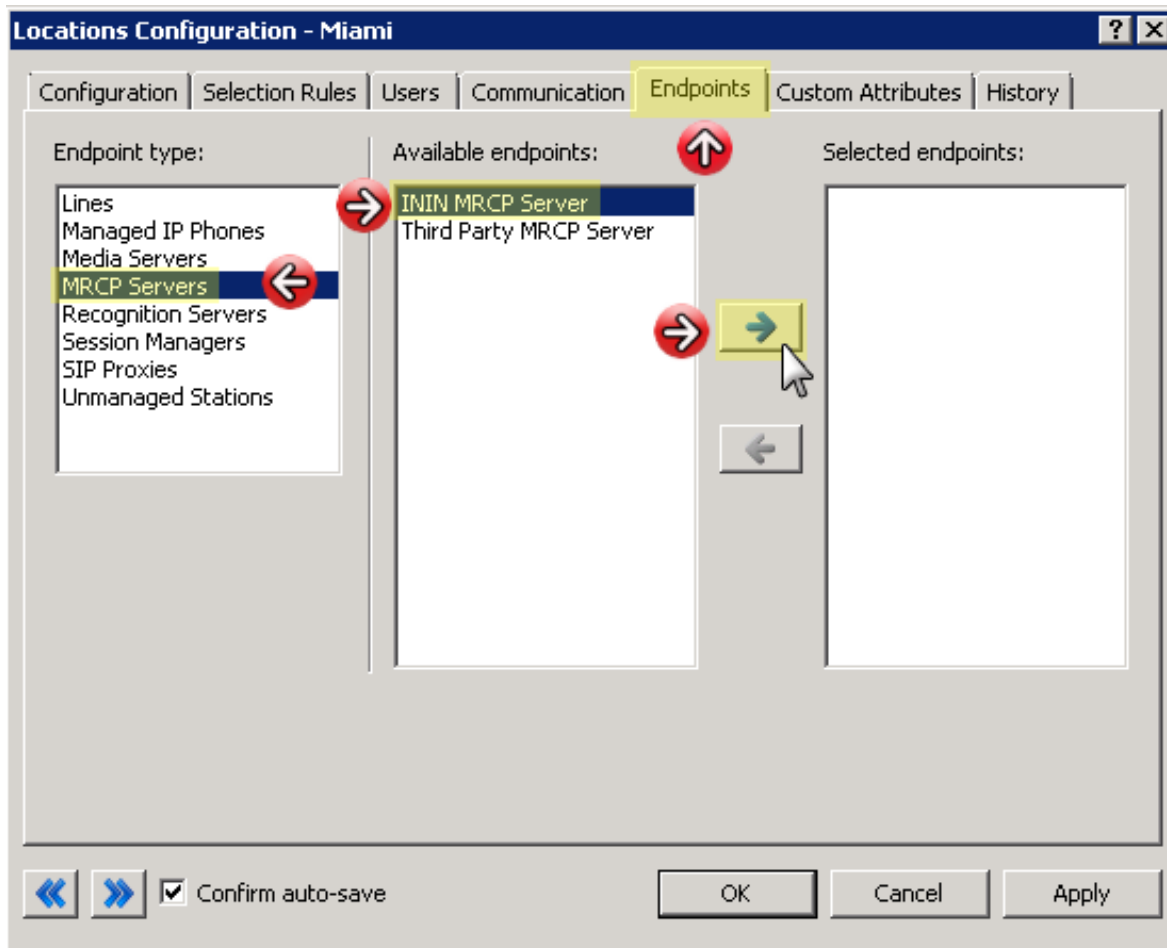 Locations Configuration - Miami
Configuration Selection Rules Users Communication Endpoints Custom Attributes History
Endpoint type:
Available endpoints:
Selected endpoints:
Lines
Managed IP Phones
Media Servers
MRCP Servers
Recognition Servers
Session Managers
SIP Proxies
Unmanaged Stations
ININ MRCP Server
Third Party MRCP Server
Confirm auto-save
OK
Cancel
Apply